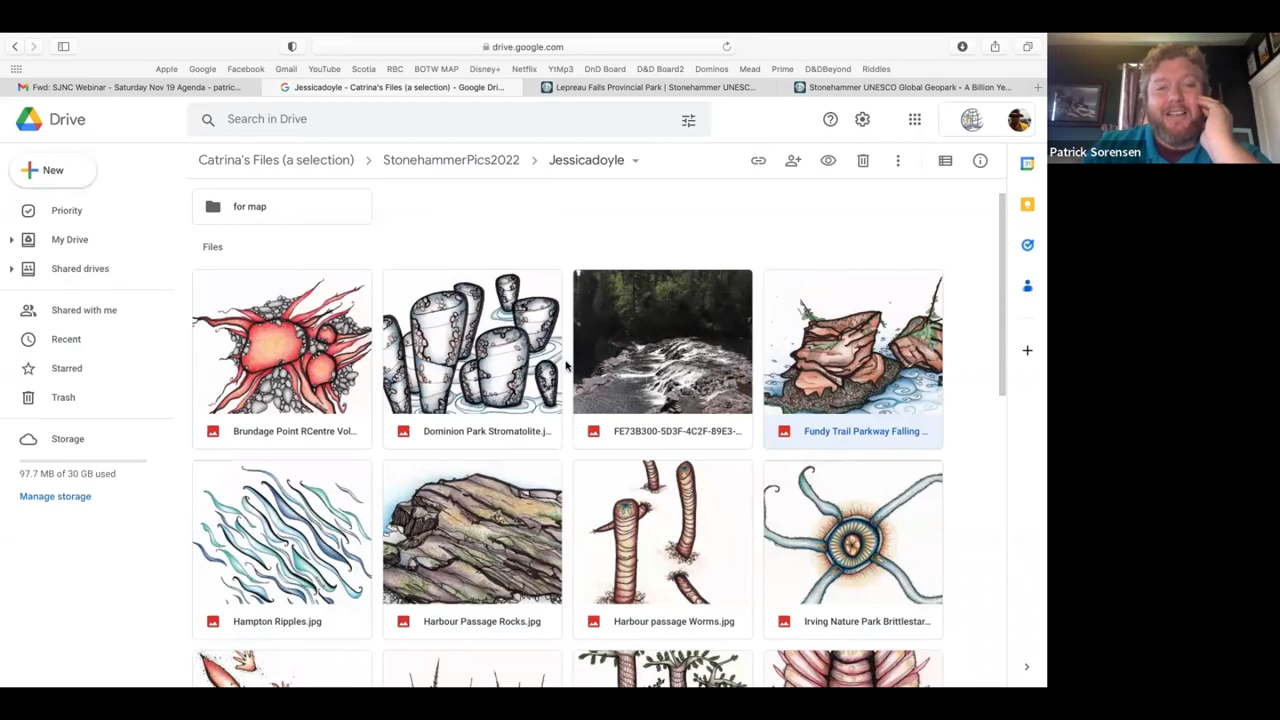 drive.google.com
Apple Google Facebook Gmail YouTube Scotia RBC BOTW MAP Disney+ Netflix YtMp3 DnD Board D&D Board2 Dominos Mead Prime D&DBeyond Riddles
Fwd: SJNC Webinar - Saturday Nov 19 Agenda - patric...
Jessicadoyle - Catrina's Files (a selection) - Google Dri...
Lepreau Falls Provincial Park | Stonehammer UNESC...
Stonehammer UNESCO Global Geopark - A Billion Ye...
Drive
Search in Drive
Patrick Sorensen
Catrina's Files (a selection) > StonehammerPics2022 > Jessicadoyle
New
for map
Priority
My Drive
Files
Shared drives
Shared with me
Recent
Starred
Trash
Storage
97.7 MB of 30 GB used
Manage storage
Brundage Point RCentre Vol...
Dominion Park Stromatolite.j...
FE73B300-5D3F-4C2F-89E3-...
Fundy Trail Parkway Falling ...
Hampton Ripples.jpg
Harbour Passage Rocks.jpg
Harbour passage Worms.jpg
Irving Nature Park Brittlestar...